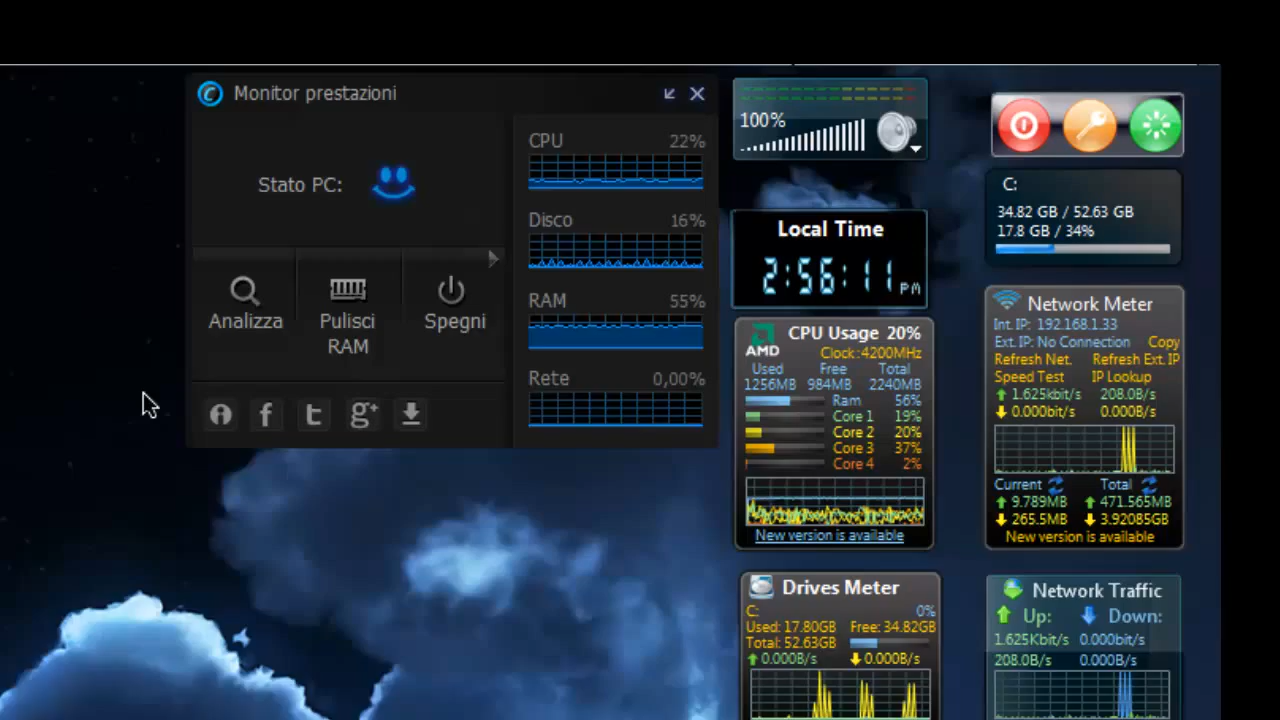 Monitor prestazioni
Stato PC:
Analizza
Pulisci
RAM
Spegni
CPU 22%
Disco 16%
RAM 55%
Rete 0,00%
100%
Local Time
2:56:11 PM
AMD
CPU Usage 20%
Clock:4200MHz
Used Free Total
1256MB 984MB 2240MB
Ram 56%
Core 1 19%
Core 2 20%
Core 3 37%
Core 4 2%
New version is available
Drives Meter
C: 0%
Used: 17.80GB Free: 34.82GB
Total: 52.63GB
0.000B/s 0.000B/s
C:
34.82 GB / 52.63 GB
17.8 GB / 34%
Network Meter
Int. IP: 192.168.1.33
Ext. IP: No Connection Copy
Refresh Net. Refresh Ext. IP
Speed Test IP Lookup
1.625kbit/s 208.0B/s
0.000bit/s 0.000B/s
Current Total
9.789MB 471.565MB
265.5MB 3.92085GB
New version is available
Network Traffic
Up: Down:
1.625Kbit/s 0.000bit/s
208.0B/s 0.000B/s